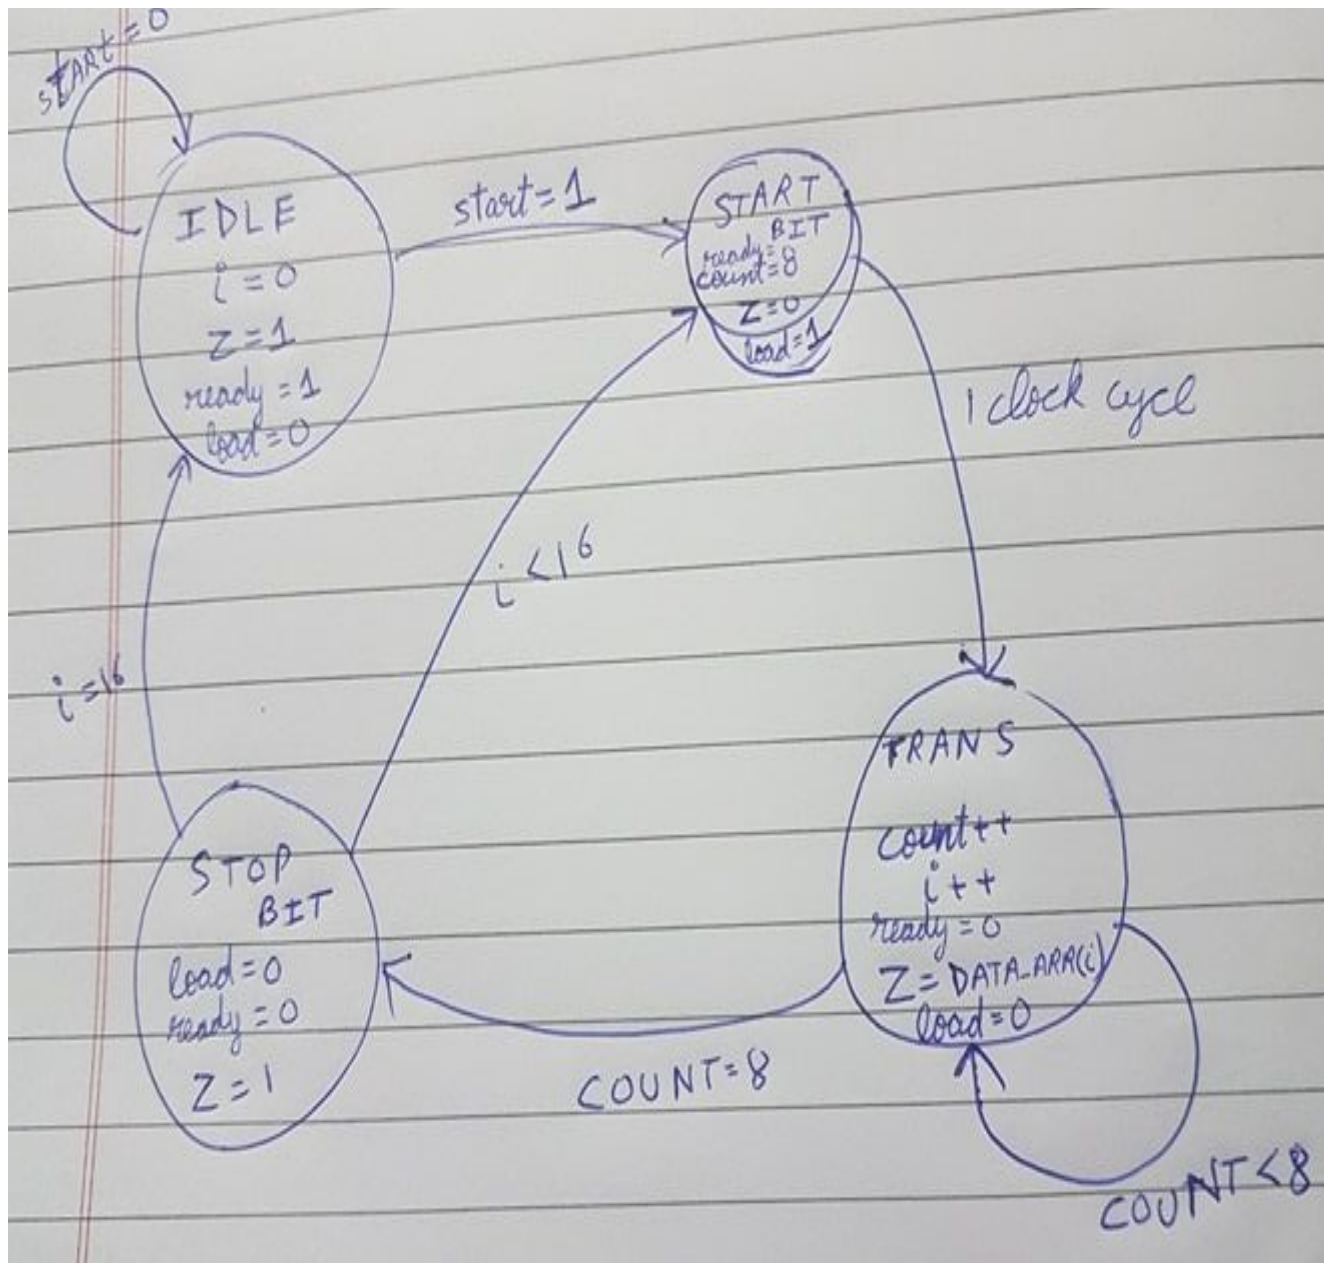 start=0
IDLE
i=0
Z=1
ready=1
load=0
start=1
START
BIT
ready=
count=8
Z=0
load=1
1 clock cycl
i<16
i=16
TRANS
count++
i++
ready=0
Z=DATA_ARR(i)
load=0
STOP
BIT
load=0
ready=0
Z=1
COUNT=8
COUNT<8